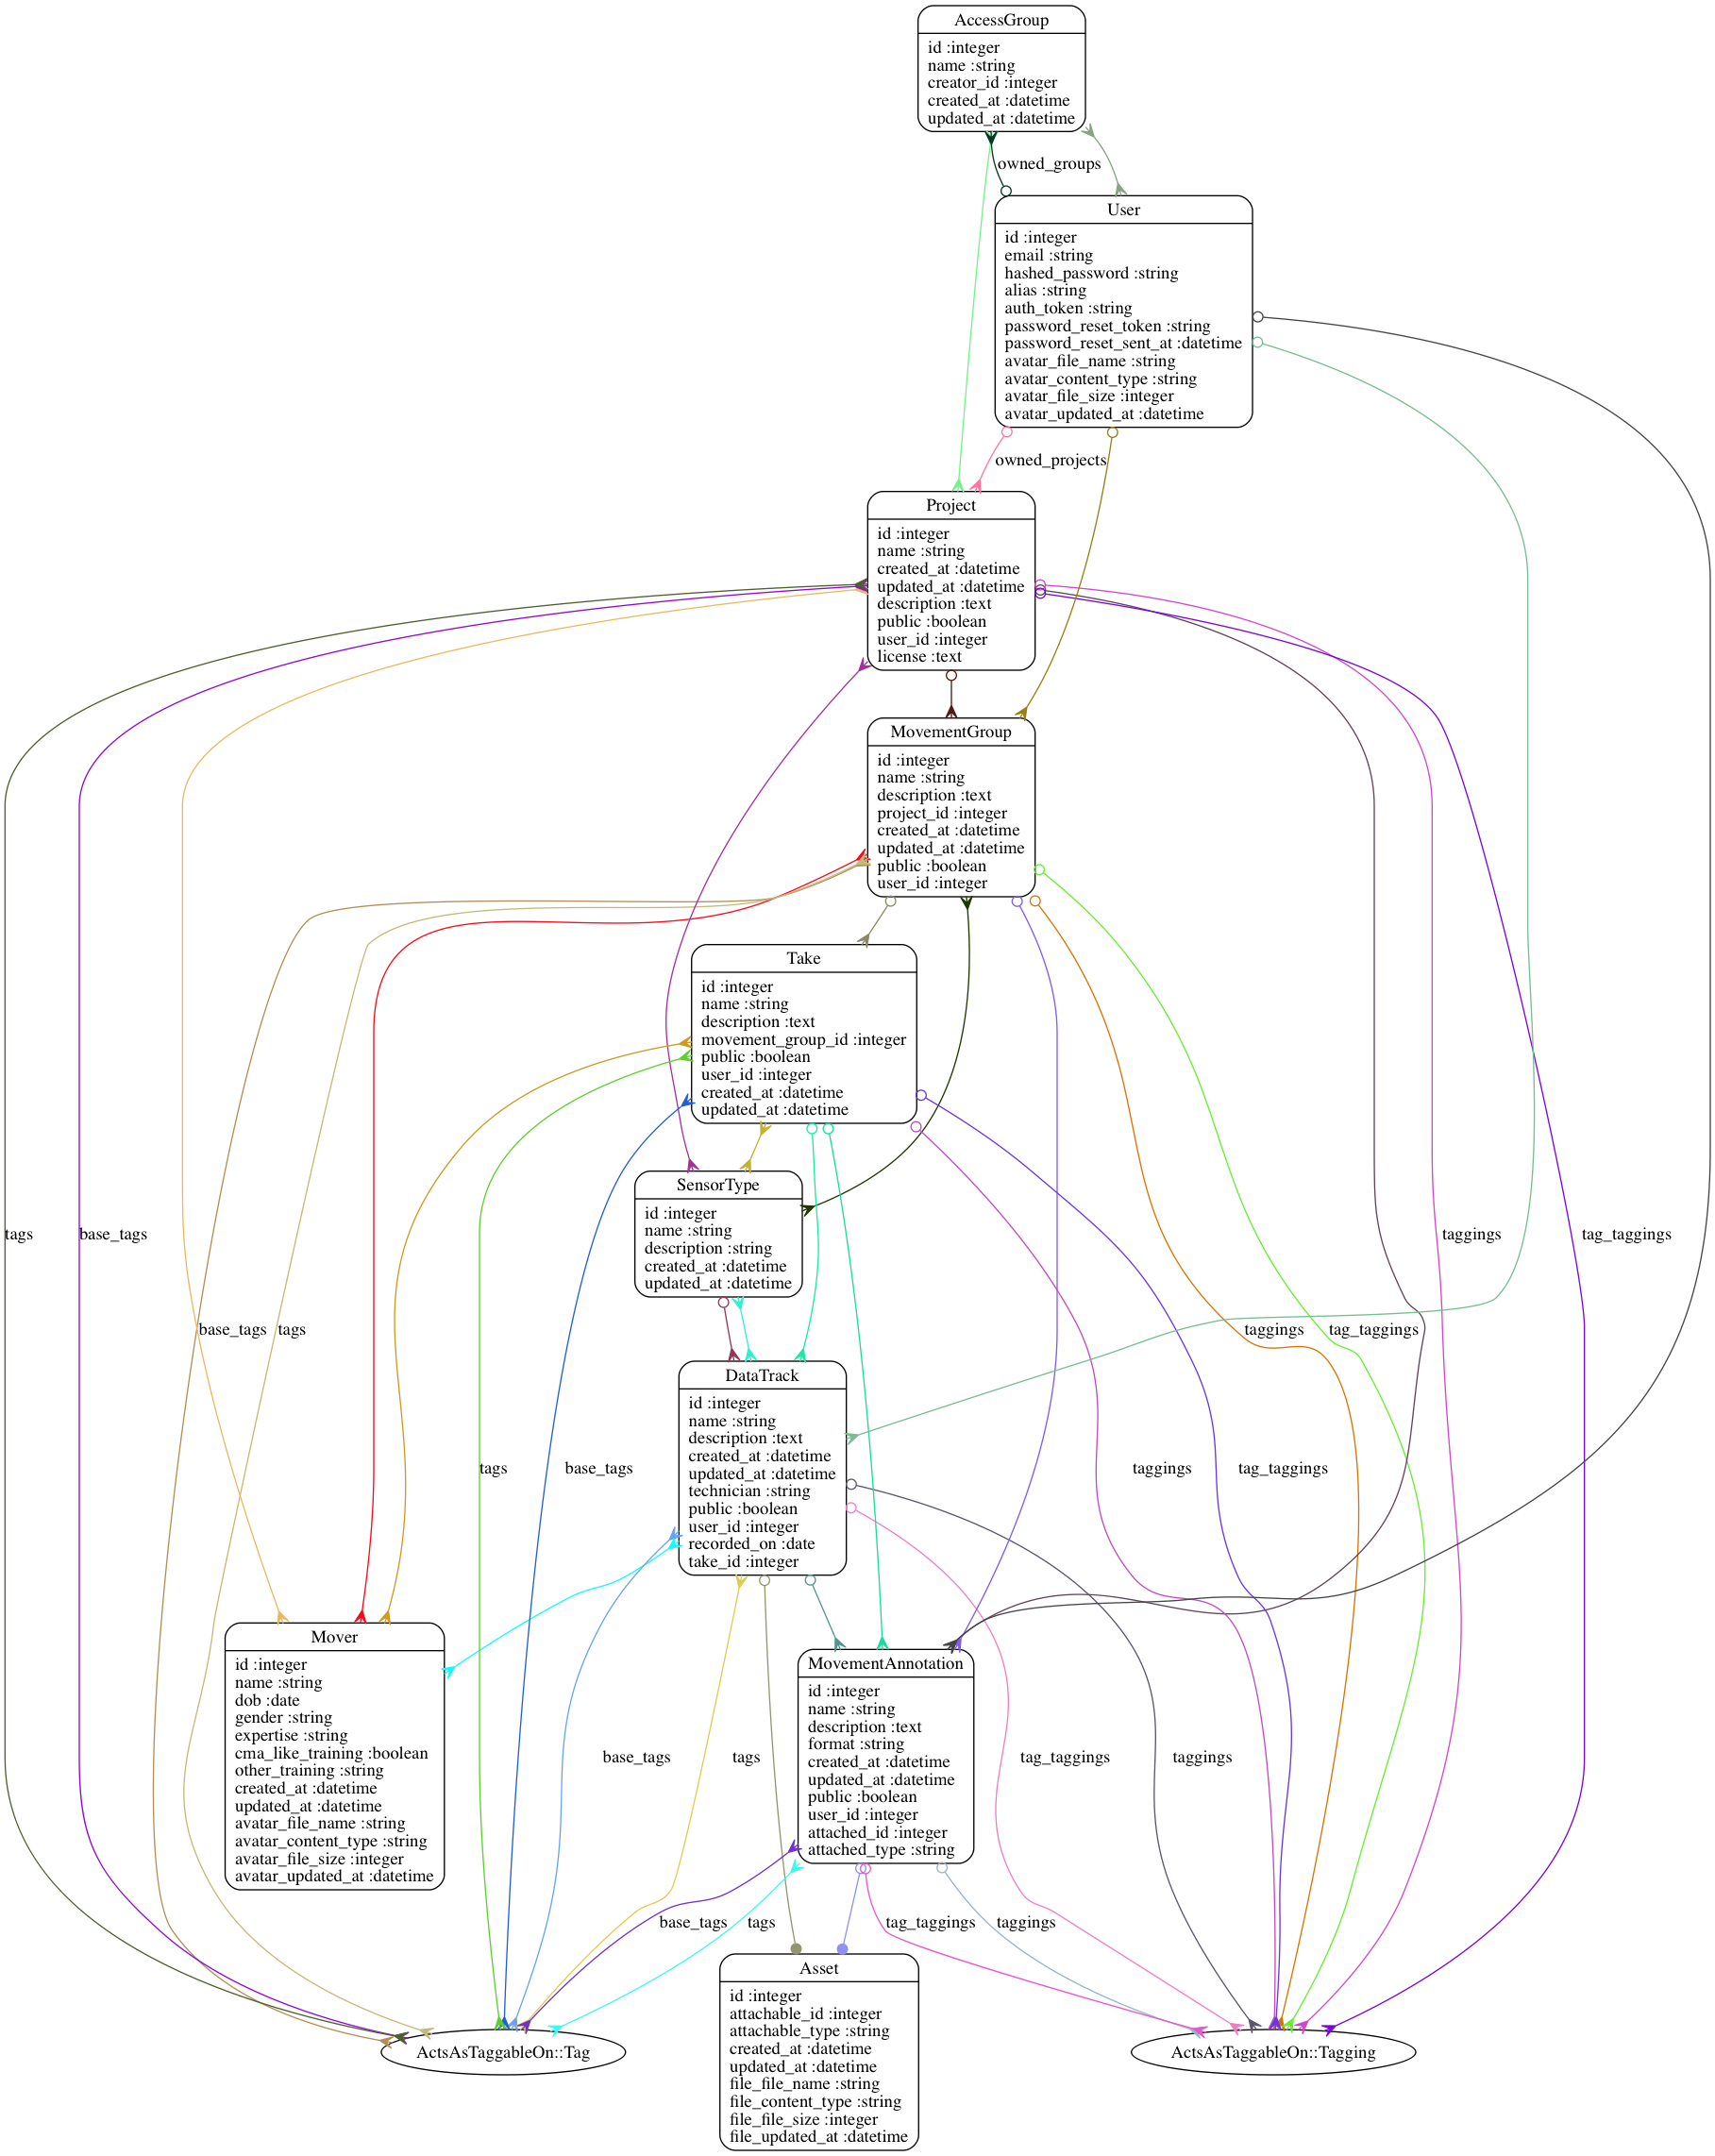 AccessGroup
id :integer
name :string
creator_id :integer
created_at :datetime
updated_at :datetime
owned_groups
User
id :integer
email :string
hashed_password :string
alias :string
auth_token :string
password_reset_token :string
password_reset_sent_at :datetime
avatar_file_name :string
avatar_content_type :string
avatar_file_size :integer
avatar_updated_at :datetime
owned_projects
Project
id :integer
name :string
created_at :datetime
updated_at :datetime
description :text
public :boolean
user_id :integer
license :text
MovementGroup
id :integer
name :string
description :text
project_id :integer
created_at :datetime
updated_at :datetime
public :boolean
user_id :integer
Take
id :integer
name :string
description :text
movement_group_id :integer
public :boolean
user_id :integer
created_at :datetime
updated_at :datetime
SensorType
id :integer
name :string
description :string
created_at :datetime
updated_at :datetime
tags
base_tags
taggings
tag_taggings
base_tags
tags
taggings
tag_taggings
DataTrack
id :integer
name :string
description :text
created_at :datetime
updated_at :datetime
technician :string
public :boolean
user_id :integer
recorded_on :date
take_id :integer
tags
base_tags
taggings
tag_taggings
Mover
id :integer
name :string
dob :date
gender :string
expertise :string
cma_like_training :boolean
other_training :string
created_at :datetime
updated_at :datetime
avatar_file_name :string
avatar_content_type :string
avatar_file_size :integer
avatar_updated_at :datetime
MovementAnnotation
id :integer
name :string
description :text
format :string
created_at :datetime
updated_at :datetime
public :boolean
user_id :integer
attached_id :integer
attached_type :string
base_tags
tags
tag_taggings
taggings
base_tags
tags
tag_taggings
taggings
Asset
id :integer
attachable_id :integer
attachable_type :string
created_at :datetime
updated_at :datetime
file_file_name :string
file_content_type :string
file_file_size :integer
file_updated_at :datetime
ActsAsTaggableOn::Tag
ActsAsTaggableOn::Tagging